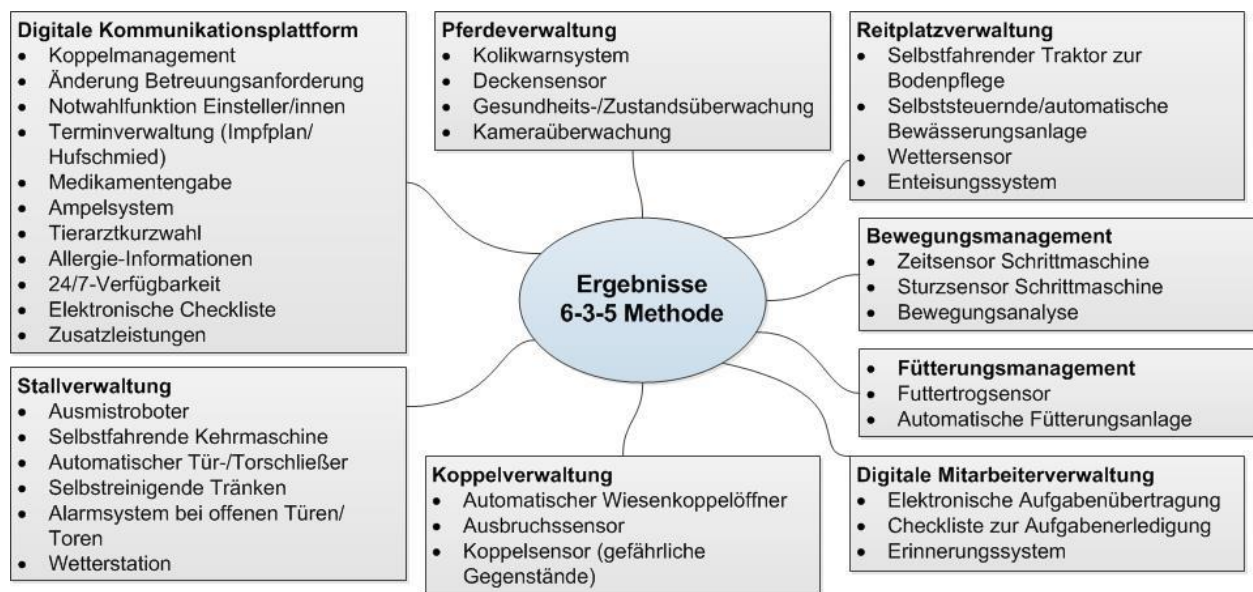 Digitale Kommunikationsplattform
• Koppelmanagement
• Änderung Betreuungsanforderung
• Notwahlfunktion Einsteller/innen
• Terminverwaltung (Impfplan/
Hufschmied)
• Medikamentengabe
• Ampelsystem
• Tierarztkurzwahl
• Allergie-Informationen
• 24/7-Verfügbarkeit
• Elektronische Checkliste
• Zusatzleistungen
Pferdeverwaltung
• Kolikwarnsystem
• Deckensensor
• Gesundheits-/Zustandsüberwachung
• Kameraüberwachung
Reitplatzverwaltung
• Selbstfahrender Traktor zur
Bodenpflege
• Selbststeuernde/automatische
Bewässerungsanlage
• Wettersensor
• Enteisungssystem
Ergebnisse
6-3-5 Methode
Bewegungsmanagement
• Zeitsensor Schrittmaschine
• Sturzsensor Schrittmaschine
• Bewegungsanalyse
• Fütterungsmanagement
• Futtertrogsensor
• Automatische Fütterungsanlage
Stallverwaltung
• Ausmistroboter
• Selbstfahrende Kehrmaschine
• Automatischer Tür-/Torschließer
• Selbstreinigende Tränken
• Alarmsystem bei offenen Türen/
Toren
• Wetterstation
Koppelverwaltung
• Automatischer Wiesenkoppelöffner
• Ausbruchssensor
• Koppelsensor (gefährliche
Gegenstände)
Digitale Mitarbeiterverwaltung
• Elektronische Aufgabenübertragung
• Checkliste zur Aufgabenerledigung
• Erinnerungssystem